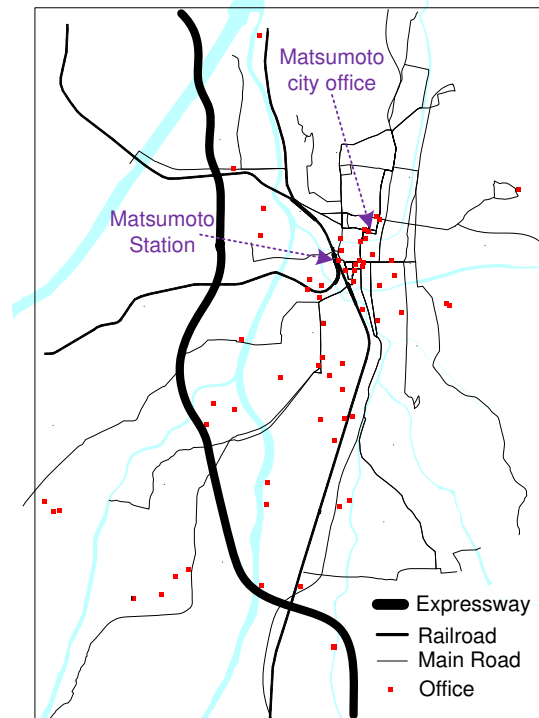 Matsumoto
city office
Matsumoto
Station
Expressway
Railroad
Main Road
Office